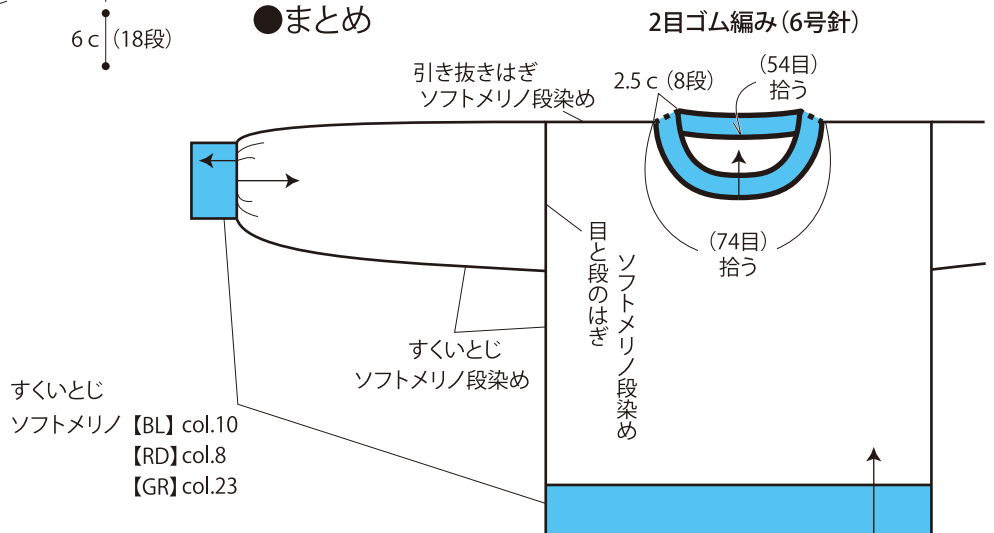 6 c (18段)
●まとめ
2目ゴム編み(6号針)
引き抜きはぎ
ソフトメリノ段染め
2.5 c (8段)
(54目)
拾う
(74目)
拾う
目と段のはぎ
ソフトメリノ段染め
すくいとじ
ソフトメリノ段染め
すくいとじ
ソフトメリノ【BL】col.10
【RD】col.8
【GR】col.23